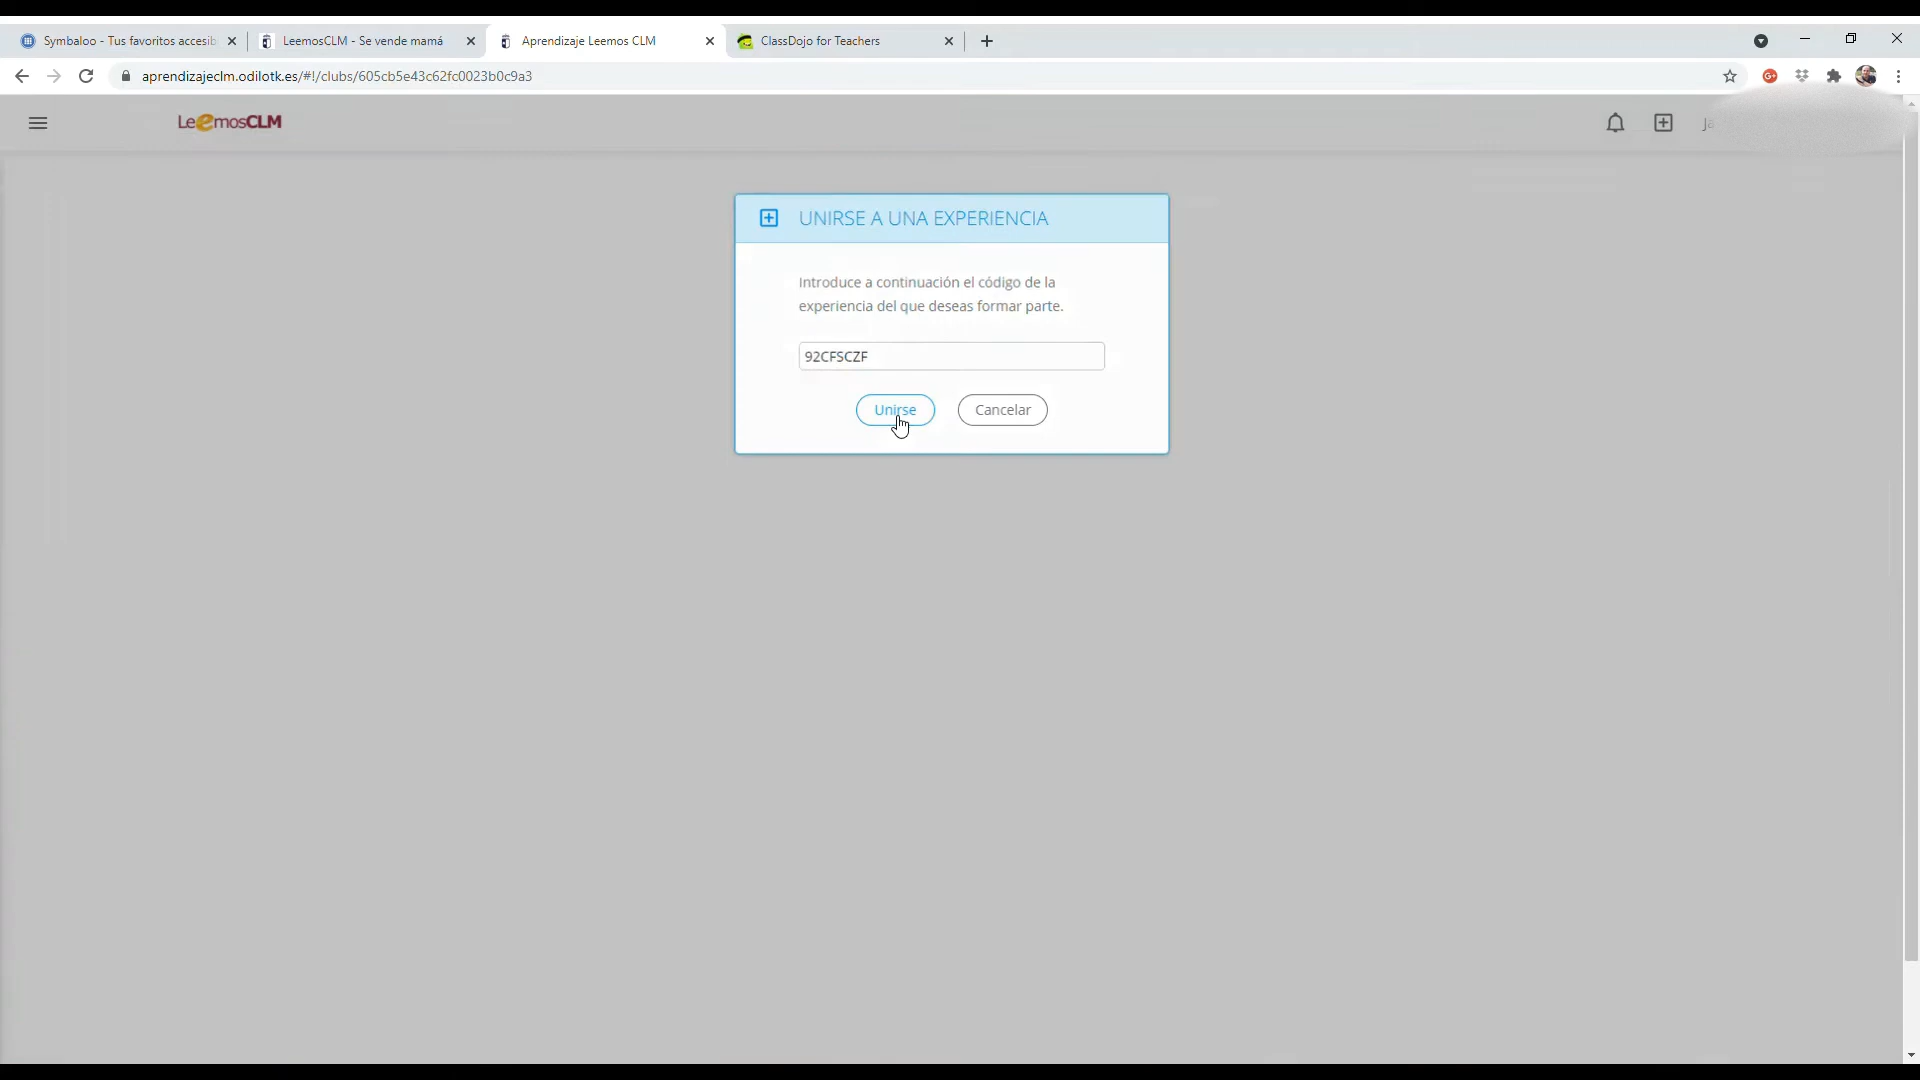 Symbaloo - Tus favoritos accesib
LeemosCLM - Se vende mamá
Aprendizaje Leemos CLM
ClassDojo for Teachers
aprendizajeclm.odilotk.es/#!/clubs/605cb5e43c62fc0023b0c9a3
LeemosCLM
UNIRSE A UNA EXPERIENCIA
Introduce a continuación el código de la
experiencia del que deseas formar parte.
92CFSCZF
Unirse
Cancelar